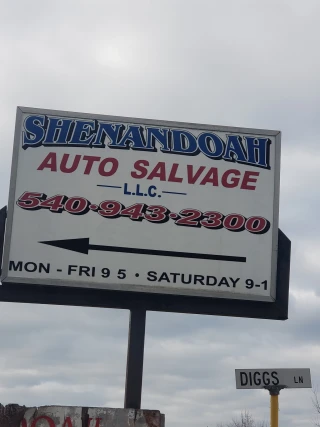 SHENANDOAH
AUTO SALVAGE
L.L.C.
540-943-2300
MON - FRI 9 5 • SATURDAY 9-1
DIGGS LN